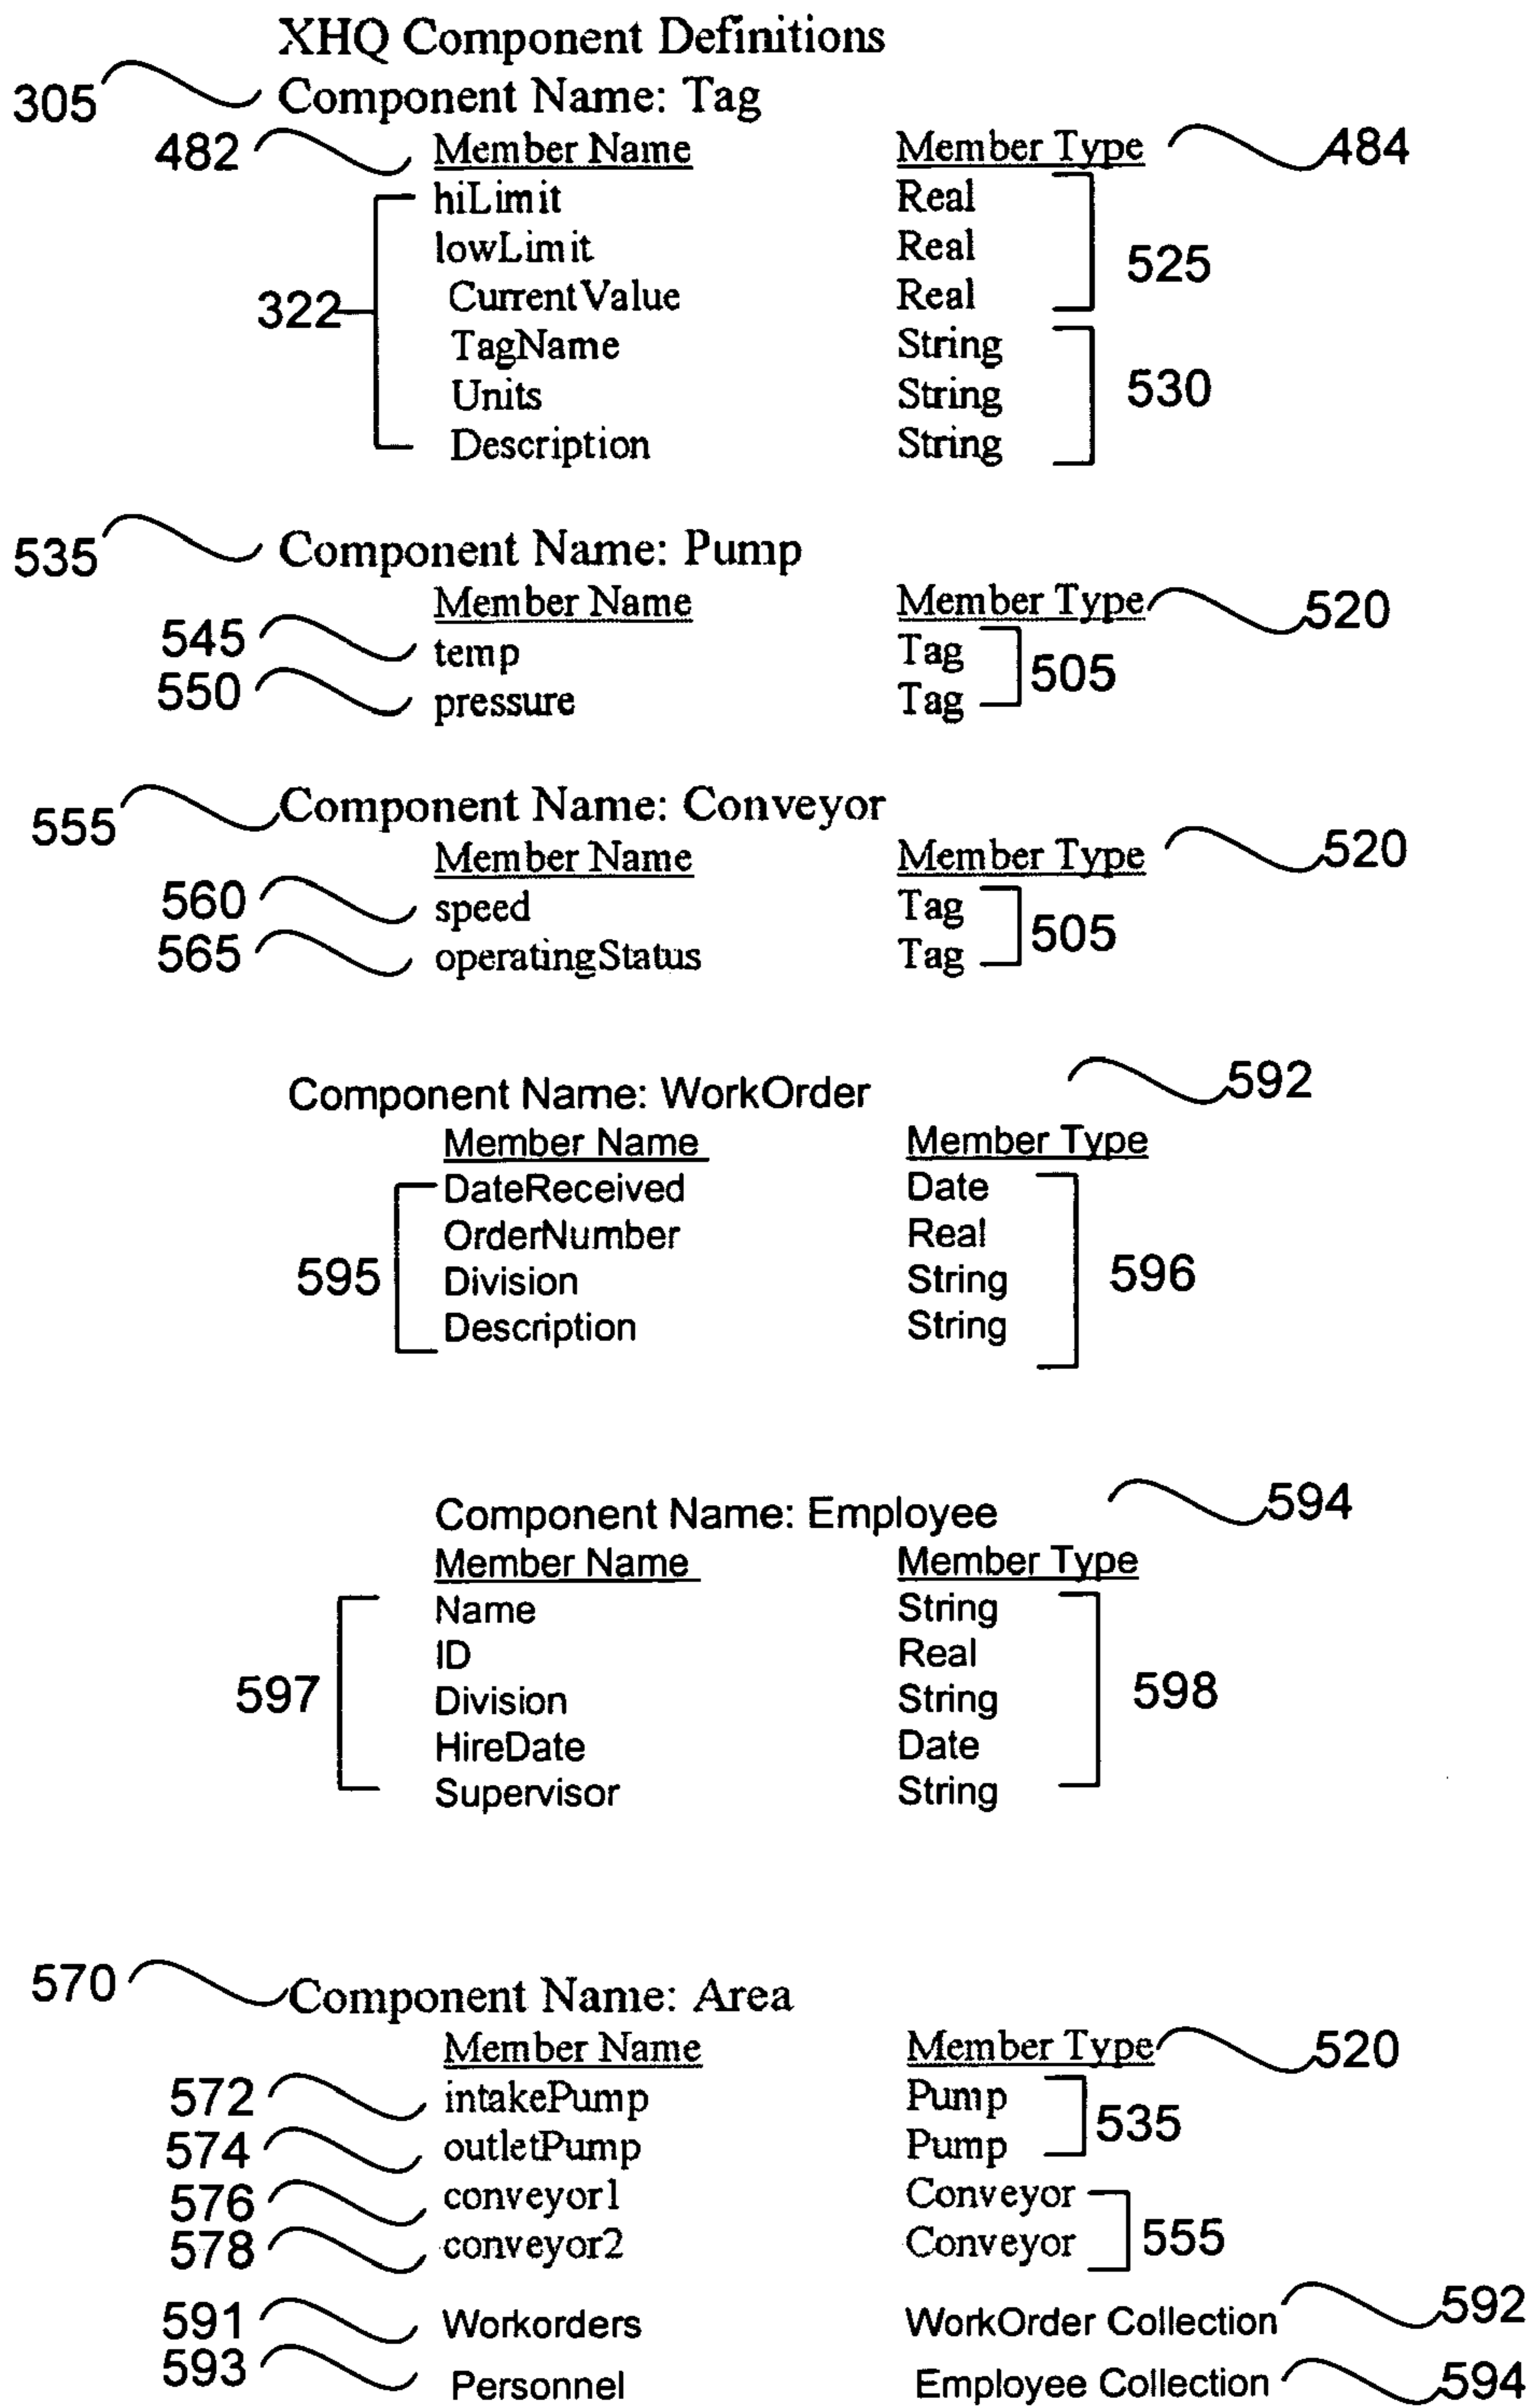 XHQ Component Definitions
305 Component Name: Tag
482 Member Name Member Type 484
hiLimit Real
lowLimit Real 525
322 CurrentValue Real
TagName String
Units String 530
Description String
535 Component Name: Pump
Member Name Member Type 520
545 temp Tag 505
550 pressure Tag
555 Component Name: Conveyor
Member Name Member Type 520
560 speed Tag 505
565 operatingStatus Tag
Component Name: WorkOrder 592
Member Name Member Type
DateReceived Date
OrderNumber Real
595 Division String 596
Description String
Component Name: Employee 594
Member Name Member Type
Name String
ID Real
597 Division String 598
HireDate Date
Supervisor String
570 Component Name: Area
Member Name Member Type 520
572 intakePump Pump 535
574 outletPump Pump
576 conveyor1 Conveyor
578 conveyor2 Conveyor 555
591 Workorders WorkOrder Collection 592
593 Personnel Employee Collection 594